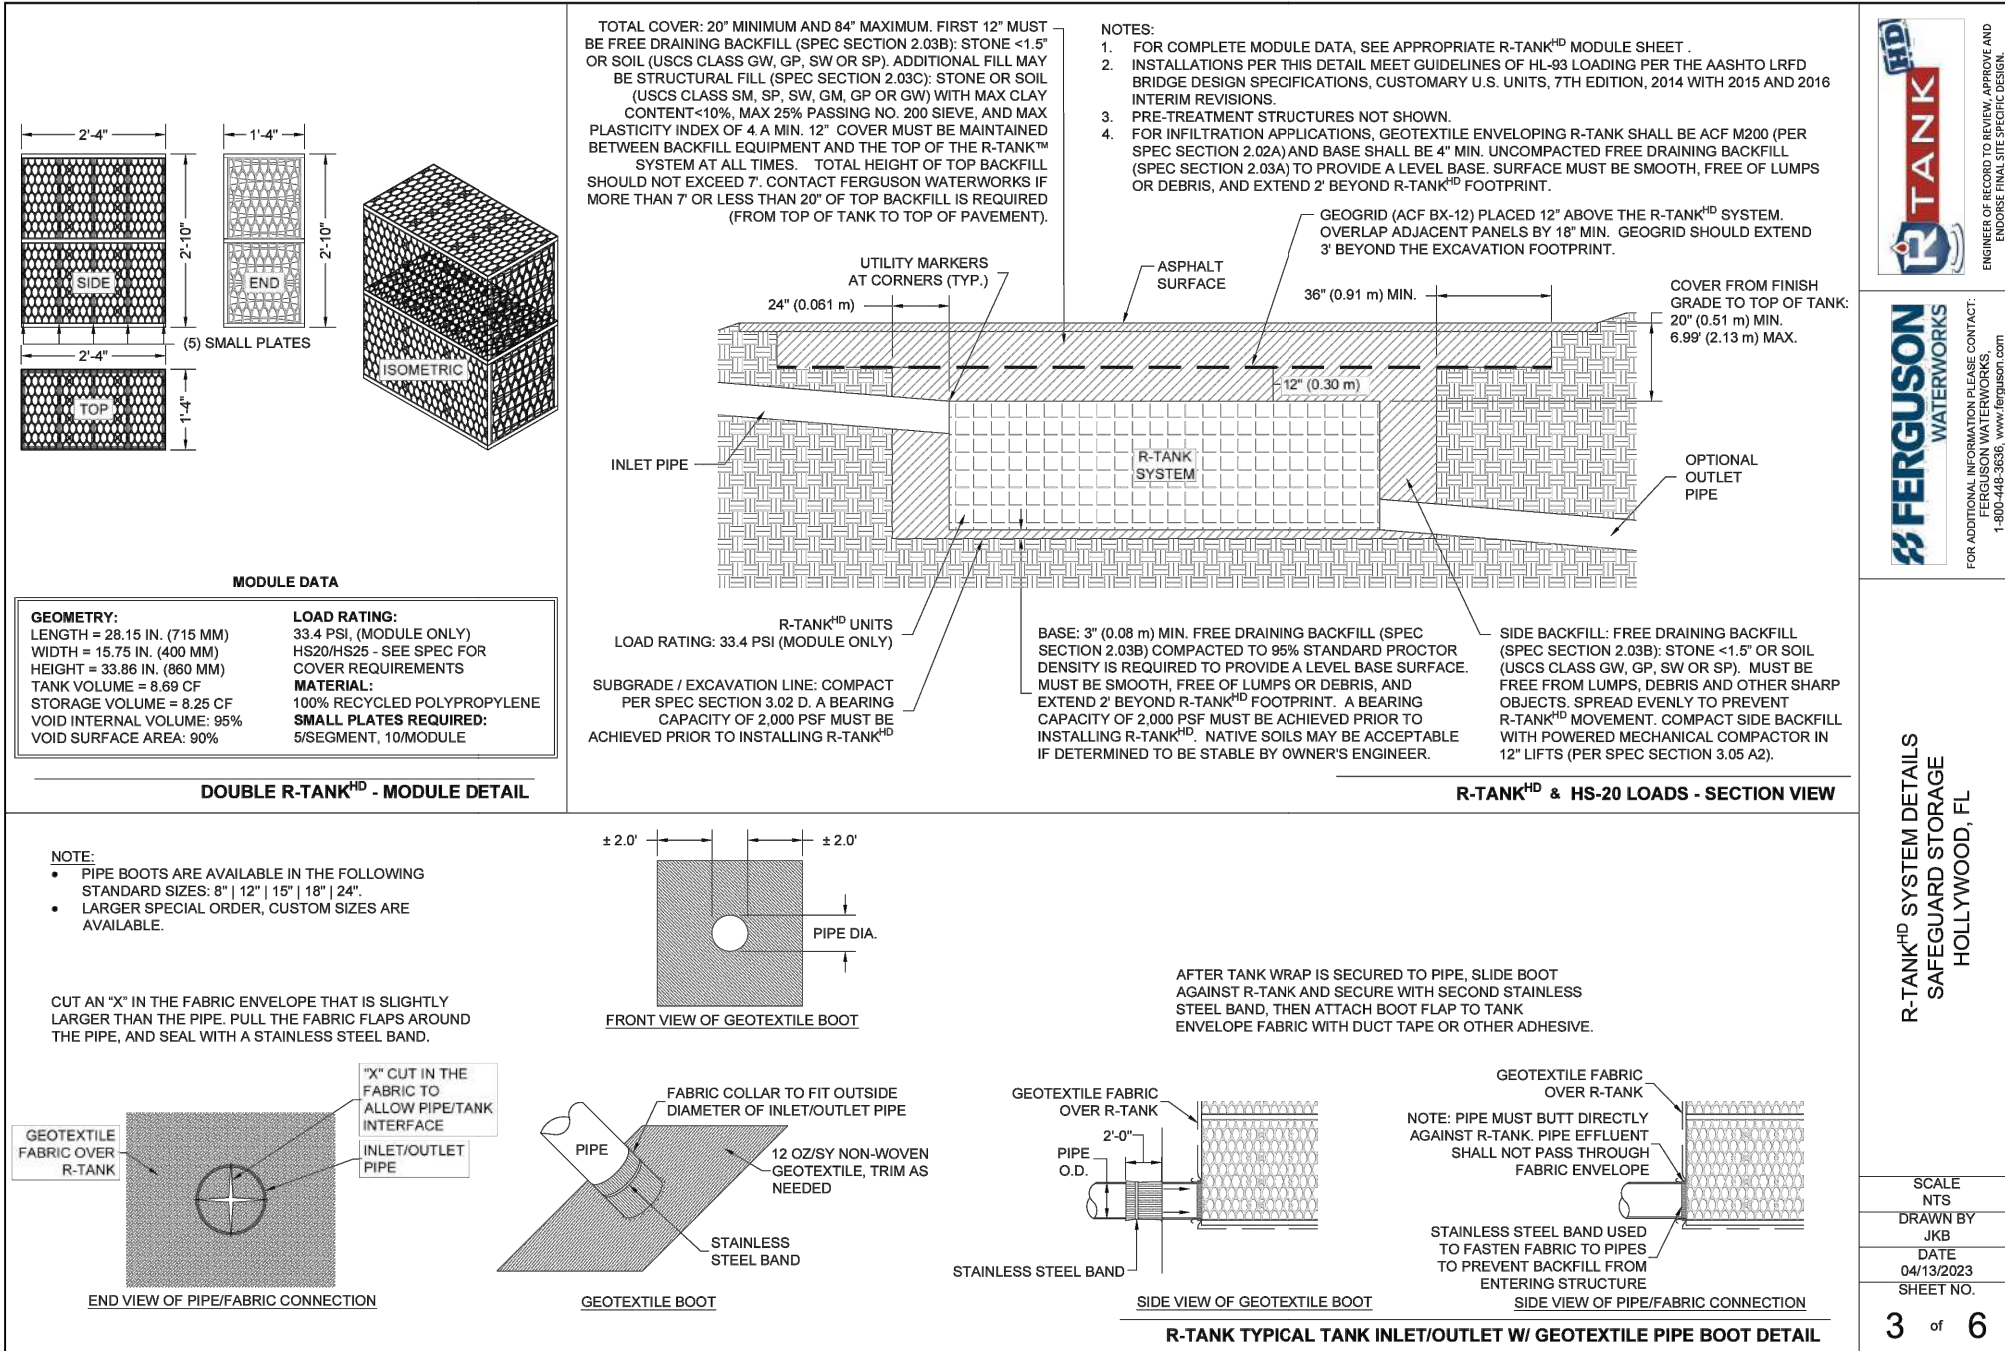 2'-4"
1'-4"
2'-10"
2'-10"
SIDE
END
(5) SMALL PLATES
2'-4"
TOP
1'-4"
ISOMETRIC
MODULE DATA
GEOMETRY:
LENGTH = 28.15 IN. (715 MM)
WIDTH = 15.75 IN. (400 MM)
HEIGHT = 33.86 IN. (860 MM)
TANK VOLUME = 8.69 CF
STORAGE VOLUME = 8.25 CF
VOID INTERNAL VOLUME: 95%
VOID SURFACE AREA: 90%
LOAD RATING:
33.4 PSI, (MODULE ONLY)
HS20/HS25 - SEE SPEC FOR
COVER REQUIREMENTS
MATERIAL:
100% RECYCLED POLYPROPYLENE
SMALL PLATES REQUIRED:
5/SEGMENT, 10/MODULE
DOUBLE R-TANKHD - MODULE DETAIL
TOTAL COVER: 20" MINIMUM AND 84" MAXIMUM. FIRST 12" MUST
BE FREE DRAINING BACKFILL (SPEC SECTION 2.03B): STONE <1.5"
OR SOIL (USCS CLASS GW, GP, SW OR SP). ADDITIONAL FILL MAY
BE STRUCTURAL FILL (SPEC SECTION 2.03C): STONE OR SOIL
(USCS CLASS SM, SP, SW, GM, GP OR GW) WITH MAX CLAY
CONTENT<10%, MAX 25% PASSING NO. 200 SIEVE, AND MAX
PLASTICITY INDEX OF 4. A MIN. 12" COVER MUST BE MAINTAINED
BETWEEN BACKFILL EQUIPMENT AND THE TOP OF THE R-TANK™
SYSTEM AT ALL TIMES. TOTAL HEIGHT OF TOP BACKFILL
SHOULD NOT EXCEED 7'. CONTACT FERGUSON WATERWORKS IF
MORE THAN 7' OR LESS THAN 20" OF TOP BACKFILL IS REQUIRED
(FROM TOP OF TANK TO TOP OF PAVEMENT).
NOTES:
1. FOR COMPLETE MODULE DATA, SEE APPROPRIATE R-TANKHD MODULE SHEET .
2. INSTALLATIONS PER THIS DETAIL MEET GUIDELINES OF HL-93 LOADING PER THE AASHTO LRFD
BRIDGE DESIGN SPECIFICATIONS, CUSTOMARY U.S. UNITS, 7TH EDITION, 2014 WITH 2015 AND 2016
INTERIM REVISIONS.
3. PRE-TREATMENT STRUCTURES NOT SHOWN.
4. FOR INFILTRATION APPLICATIONS, GEOTEXTILE ENVELOPING R-TANK SHALL BE ACF M200 (PER
SPEC SECTION 2.02A) AND BASE SHALL BE 4" MIN. UNCOMPACTED FREE DRAINING BACKFILL
(SPEC SECTION 2.03A) TO PROVIDE A LEVEL BASE. SURFACE MUST BE SMOOTH, FREE OF LUMPS
OR DEBRIS, AND EXTEND 2' BEYOND R-TANKHD FOOTPRINT.
GEOGRID (ACF BX-12) PLACED 12" ABOVE THE R-TANKHD SYSTEM.
OVERLAP ADJACENT PANELS BY 18" MIN. GEOGRID SHOULD EXTEND
3' BEYOND THE EXCAVATION FOOTPRINT.
UTILITY MARKERS
AT CORNERS (TYP.)
ASPHALT
SURFACE
24" (0.061 m)
36" (0.91 m) MIN.
COVER FROM FINISH
GRADE TO TOP OF TANK:
20" (0.51 m) MIN.
6.99' (2.13 m) MAX.
12" (0.30 m)
INLET PIPE
R-TANK
SYSTEM
OPTIONAL
OUTLET
PIPE
R-TANKHD UNITS
LOAD RATING: 33.4 PSI (MODULE ONLY)
SUBGRADE / EXCAVATION LINE: COMPACT
PER SPEC SECTION 3.02 D. A BEARING
CAPACITY OF 2,000 PSF MUST BE
ACHIEVED PRIOR TO INSTALLING R-TANKHD
BASE: 3" (0.08 m) MIN. FREE DRAINING BACKFILL (SPEC
SECTION 2.03B) COMPACTED TO 95% STANDARD PROCTOR
DENSITY IS REQUIRED TO PROVIDE A LEVEL BASE SURFACE.
MUST BE SMOOTH, FREE OF LUMPS OR DEBRIS, AND
EXTEND 2' BEYOND R-TANKHD FOOTPRINT. A BEARING
CAPACITY OF 2,000 PSF MUST BE ACHIEVED PRIOR TO
INSTALLING R-TANKHD. NATIVE SOILS MAY BE ACCEPTABLE
IF DETERMINED TO BE STABLE BY OWNER'S ENGINEER.
SIDE BACKFILL: FREE DRAINING BACKFILL
(SPEC SECTION 2.03B): STONE <1.5" OR SOIL
(USCS CLASS GW, GP, SW OR SP). MUST BE
FREE FROM LUMPS, DEBRIS AND OTHER SHARP
OBJECTS. SPREAD EVENLY TO PREVENT
R-TANKHD MOVEMENT. COMPACT SIDE BACKFILL
WITH POWERED MECHANICAL COMPACTOR IN
12" LIFTS (PER SPEC SECTION 3.05 A2).
R-TANKHD & HS-20 LOADS - SECTION VIEW
NOTE:
• PIPE BOOTS ARE AVAILABLE IN THE FOLLOWING
STANDARD SIZES: 8" | 12" | 15" | 18" | 24".
• LARGER SPECIAL ORDER, CUSTOM SIZES ARE
AVAILABLE.
CUT AN "X" IN THE FABRIC ENVELOPE THAT IS SLIGHTLY
LARGER THAN THE PIPE. PULL THE FABRIC FLAPS AROUND
THE PIPE, AND SEAL WITH A STAINLESS STEEL BAND.
± 2.0'
± 2.0'
PIPE DIA.
FRONT VIEW OF GEOTEXTILE BOOT
"X" CUT IN THE
FABRIC TO
ALLOW PIPE/TANK
INTERFACE
GEOTEXTILE
FABRIC OVER
R-TANK
INLET/OUTLET
PIPE
END VIEW OF PIPE/FABRIC CONNECTION
FABRIC COLLAR TO FIT OUTSIDE
DIAMETER OF INLET/OUTLET PIPE
PIPE
12 OZ/SY NON-WOVEN
GEOTEXTILE, TRIM AS
NEEDED
STAINLESS
STEEL BAND
GEOTEXTILE BOOT
AFTER TANK WRAP IS SECURED TO PIPE, SLIDE BOOT
AGAINST R-TANK AND SECURE WITH SECOND STAINLESS
STEEL BAND, THEN ATTACH BOOT FLAP TO TANK
ENVELOPE FABRIC WITH DUCT TAPE OR OTHER ADHESIVE.
GEOTEXTILE FABRIC
OVER R-TANK
2'-0"
PIPE
O.D.
STAINLESS STEEL BAND
SIDE VIEW OF GEOTEXTILE BOOT
GEOTEXTILE FABRIC
OVER R-TANK
NOTE: PIPE MUST BUTT DIRECTLY
AGAINST R-TANK. PIPE EFFLUENT
SHALL NOT PASS THROUGH
FABRIC ENVELOPE
STAINLESS STEEL BAND USED
TO FASTEN FABRIC TO PIPES
TO PREVENT BACKFILL FROM
ENTERING STRUCTURE
SIDE VIEW OF PIPE/FABRIC CONNECTION
R-TANK TYPICAL TANK INLET/OUTLET W/ GEOTEXTILE PIPE BOOT DETAIL
R TANK HD
ENGINEER OF RECORD TO REVIEW, APPROVE AND
ENDORSE FINAL SITE SPECIFIC DESIGN.
FERGUSON
WATERWORKS
FOR ADDITIONAL INFORMATION PLEASE CONTACT:
FERGUSON WATERWORKS,
1-800-448-3636, www.ferguson.com
R-TANKHD SYSTEM DETAILS
SAFEGUARD STORAGE
HOLLYWOOD, FL
SCALE
NTS
DRAWN BY
JKB
DATE
04/13/2023
SHEET NO.
3 of 6